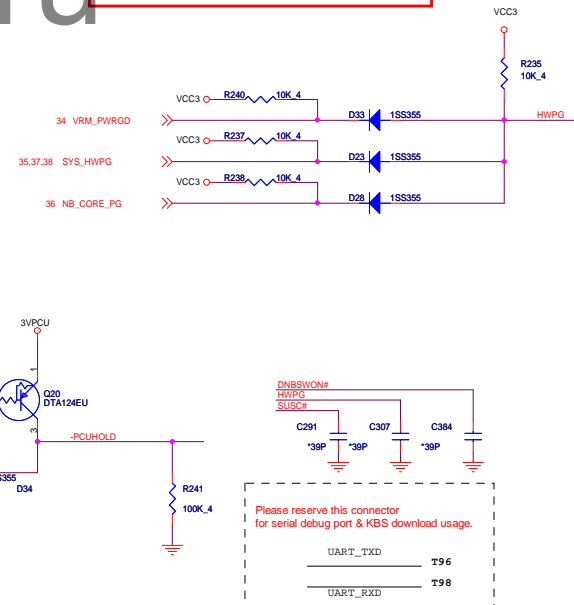 VCC3
R235
10K_4
VCC3
R240
10K_4
34 VRM_PWRGD
D33
1SS355
HWPG
VCC3
R237
10K_4
35,37,38 SYS_HWPG
D23
1SS355
VCC3
R238
10K_4
36 NB_CORE_PG
D28
1SS355
3VPCU
1
Q20
DTA124EU
3
-PCUHOLD
S355
D34
R241
100K_4
DNBSWON#
HWPG
SUSC#
C291
C307
C384
*39P
*39P
*39P
Please reserve this connector
for serial debug port & KBS download usage.
UART_TXD
T96
T98
UART_RXD